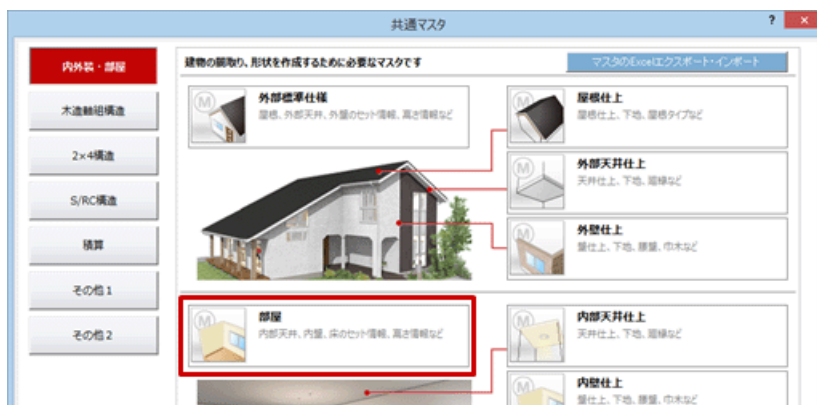 共通マスタ
?
×
内外装・部屋
木造軸組構造
2×4構造
S/RC構造
積算
その他1
その他2
建物の間取り、形状を作成するために必要なマスタです
マスタのExcelエクスポート・インポート
M
外部標準仕様
屋根、外部天井、外壁のセット情報、高さ情報など
M
屋根仕上
屋根仕上、下地、屋根タイプなど
M
外部天井仕上
天井仕上、下地、廻縁など
M
外壁仕上
壁仕上、下地、腰壁、巾木など
M
部屋
内部天井、内壁、床のセット情報、高さ情報など
M
内部天井仕上
天井仕上、下地、廻縁など
M
内壁仕上
壁仕上、下地、腰壁、巾木など